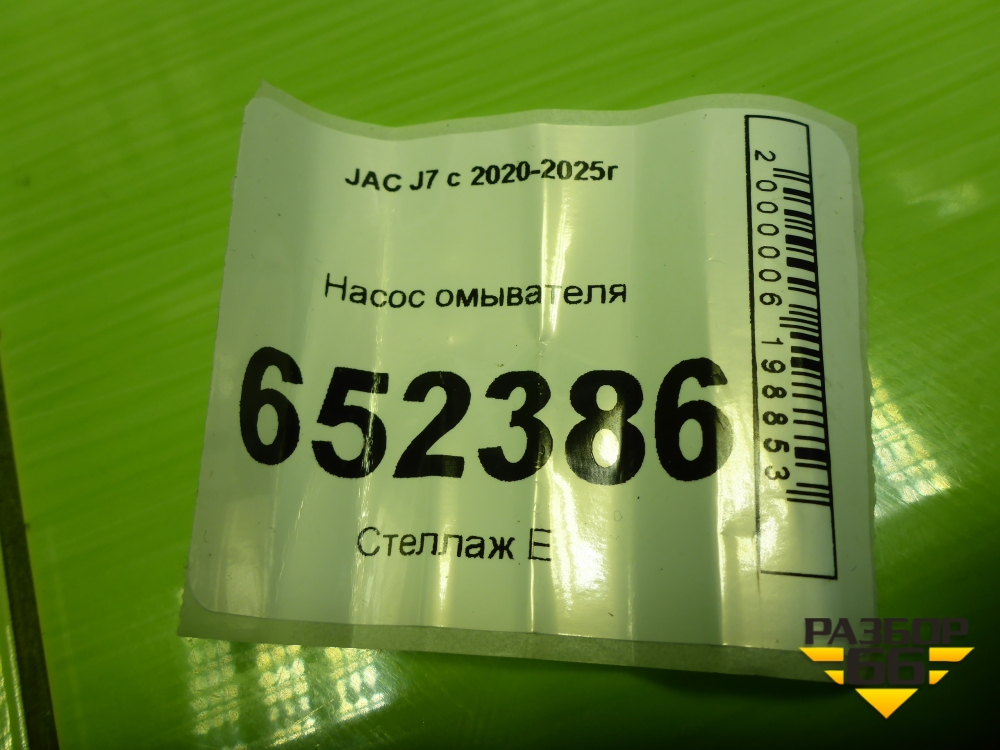 JAC J7 с 2020-2025г
Насос омывателя
652386
Стеллаж Е
2000006198853
РАЗБОР
66